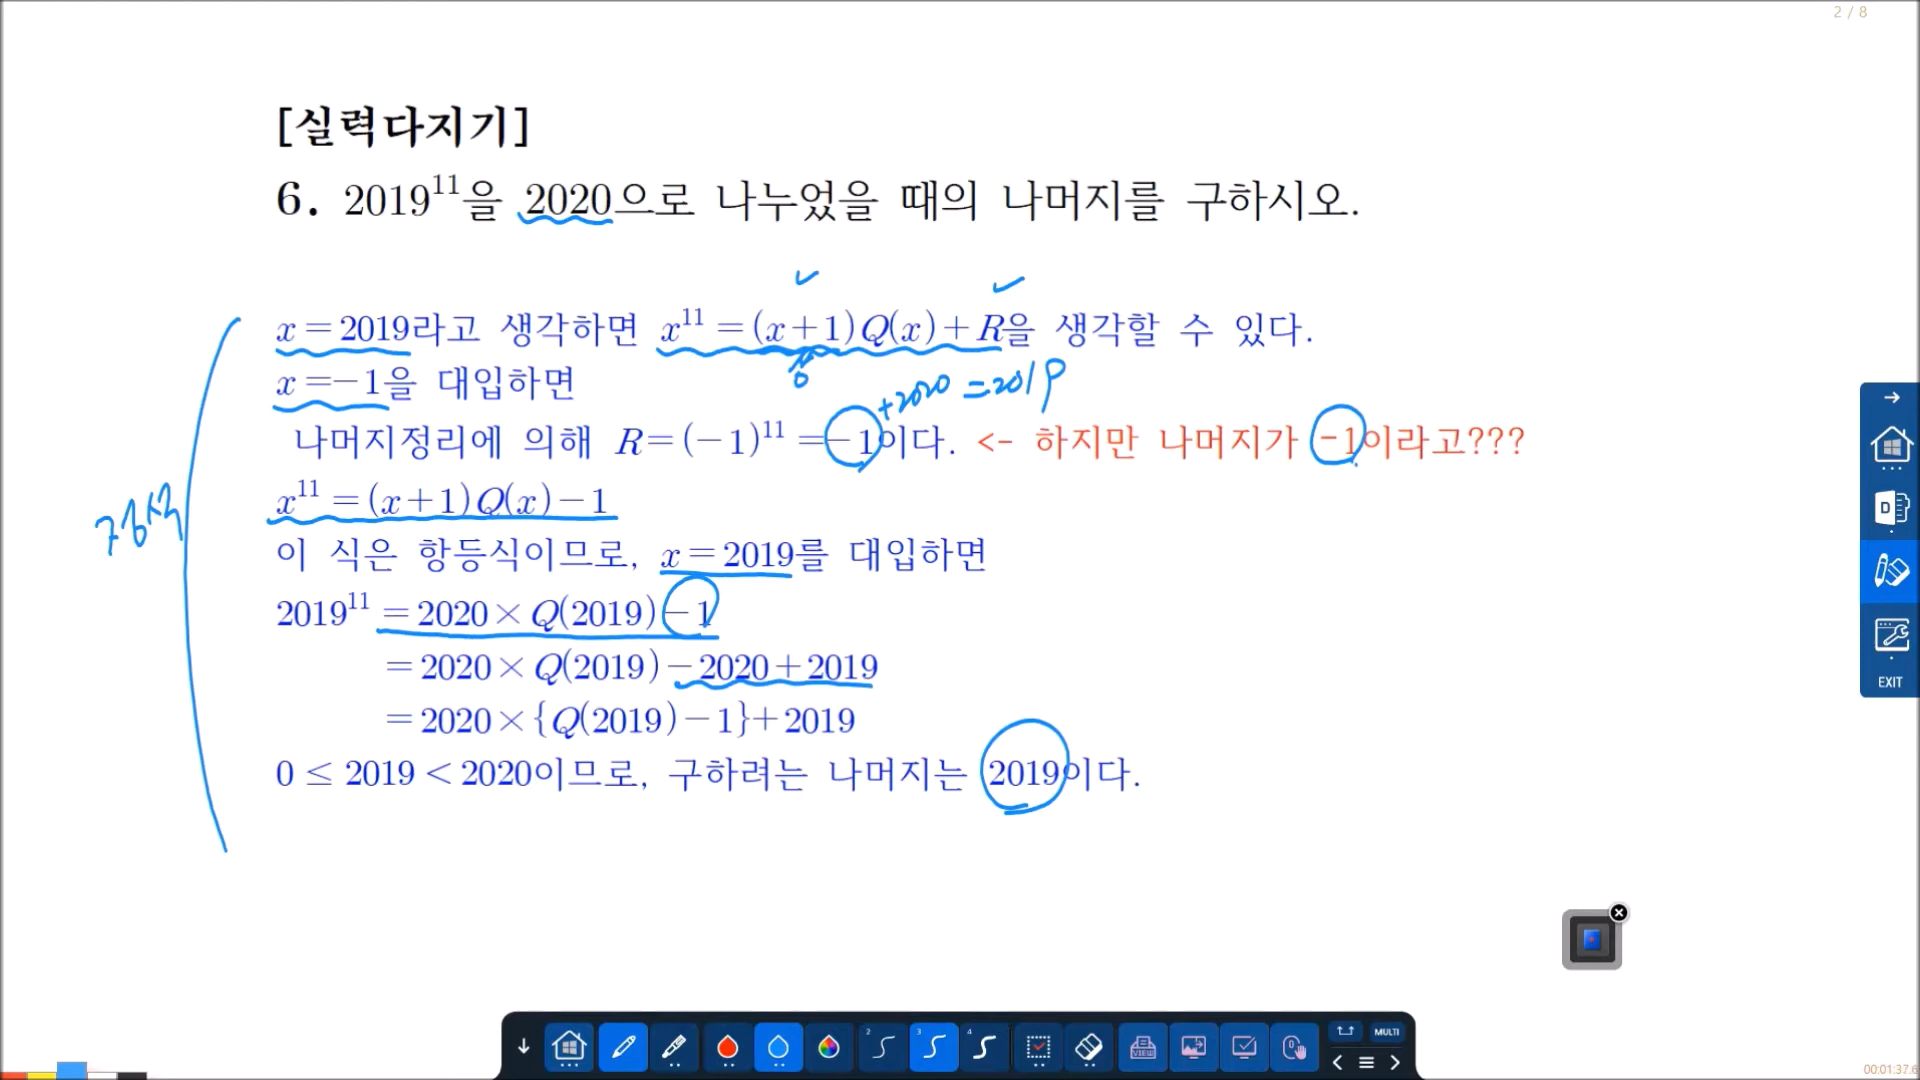 2 / 8
[실력다지기]
6. 2019¹¹을 2020으로 나누었을 때의 나머지를 구하시오.
x = 2019라고 생각하면 x¹¹ = (x+1)Q(x)+R을 생각할 수 있다.
0
x = −1을 대입하면
+2020 = 2019
나머지정리에 의해 R = (−1)¹¹ = −1이다. <- 하지만 나머지가 −1이라고???
x¹¹ = (x+1)Q(x)−1
이 식은 항등식이므로, x = 2019를 대입하면
2019¹¹ = 2020×Q(2019)−1
= 2020×Q(2019)−2020+2019
= 2020×{Q(2019)−1}+2019
0 ≤ 2019 < 2020이므로, 구하려는 나머지는 2019이다.
EXIT
2 3 4
VIEW
MULTI
00:01:37.6